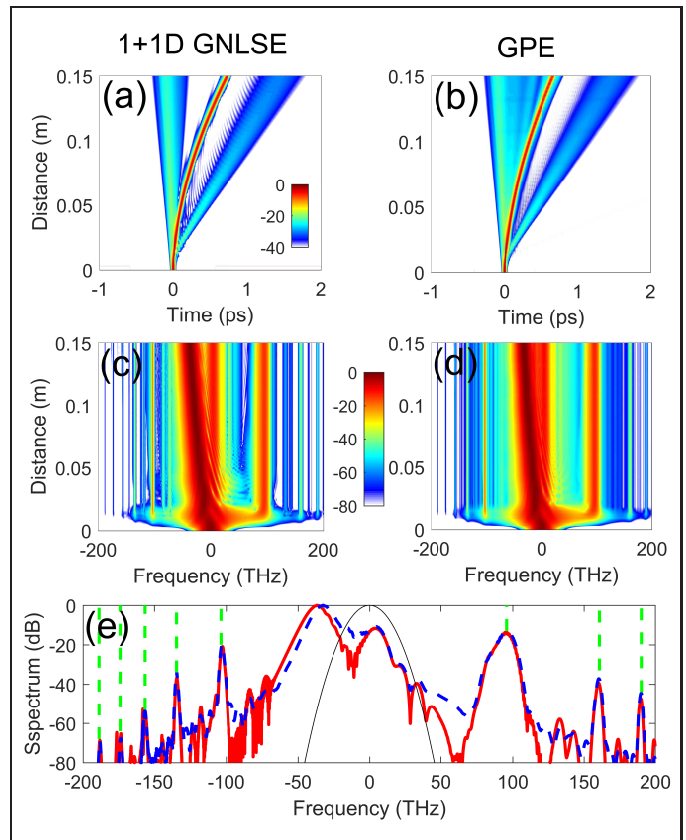 1+1D GNLSE GPE
0.15 (a) 0.15 (b)
0.1 0.1
Distance (m)
0.05 0.05
0 -20 -40
0 0
-1 0 1 2 -1 0 1 2
Time (ps) Time (ps)
0.15 (c) 0.15 (d)
0 -20 -40 -60 -80
0.1 0.1
Distance (m)
0.05 0.05
0 0
-200 0 200 -200 0 200
Frequency (THz) Frequency (THz)
(e)
Sspectrum (dB)
0
-20
-40
-60
-80
-200 -150 -100 -50 0 50 100 150 200
Frequency (THz)